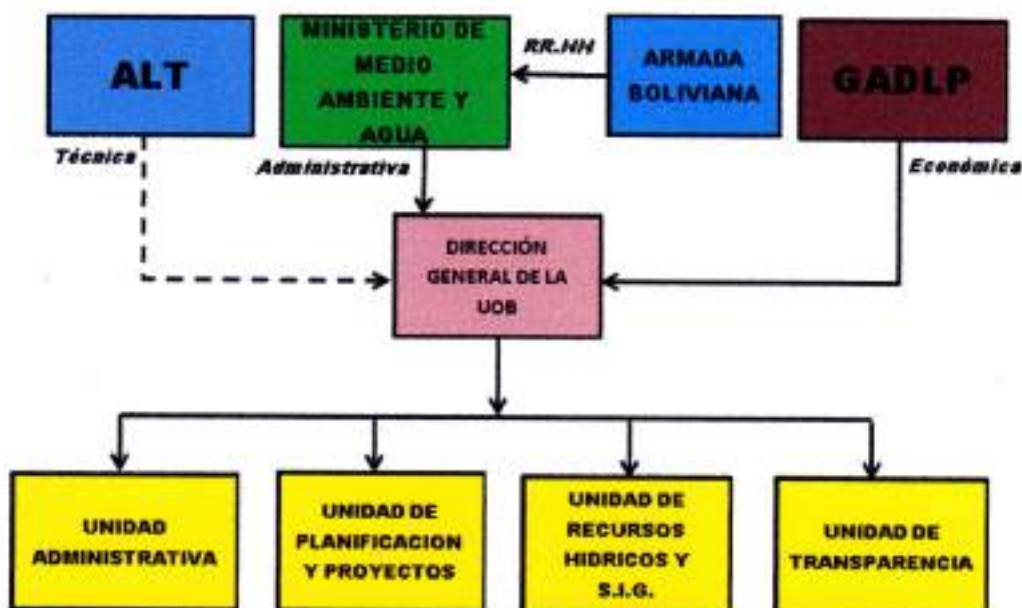 ALT
MINISTERIO DE
MEDIO
AMBIENTE Y
AGUA
RR.HH
ARMADA
BOLIVIANA
GADLP
Técnica
Administrativa
Económica
DIRECCIÓN
GENERAL DE LA
UOB
UNIDAD
ADMINISTRATIVA
UNIDAD DE
PLANIFICACION
Y PROYECTOS
UNIDAD DE
RECURSOS
HIDRICOS Y
S.I.G.
UNIDAD DE
TRANSPARENCIA